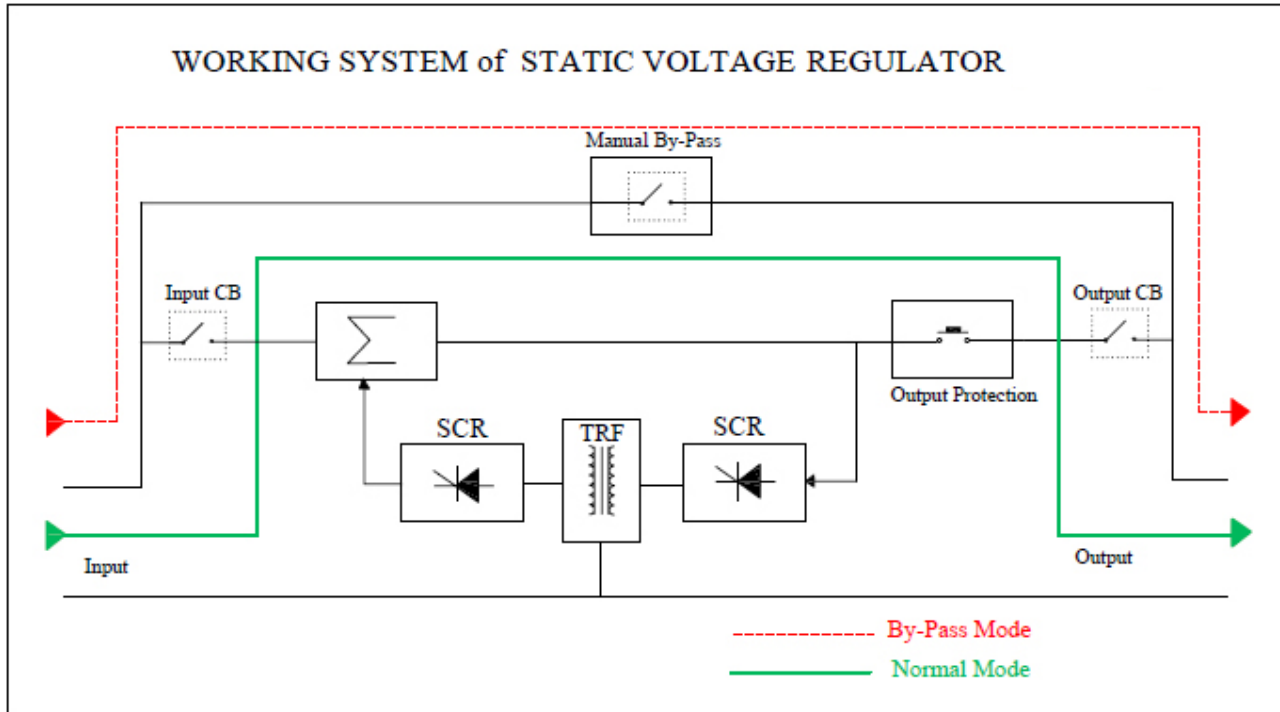 WORKING SYSTEM of STATIC VOLTAGE REGULATOR
Manual By-Pass
Input CB
Output CB
Σ
Output Protection
SCR
TRF
SCR
Input
Output
By-Pass Mode
Normal Mode